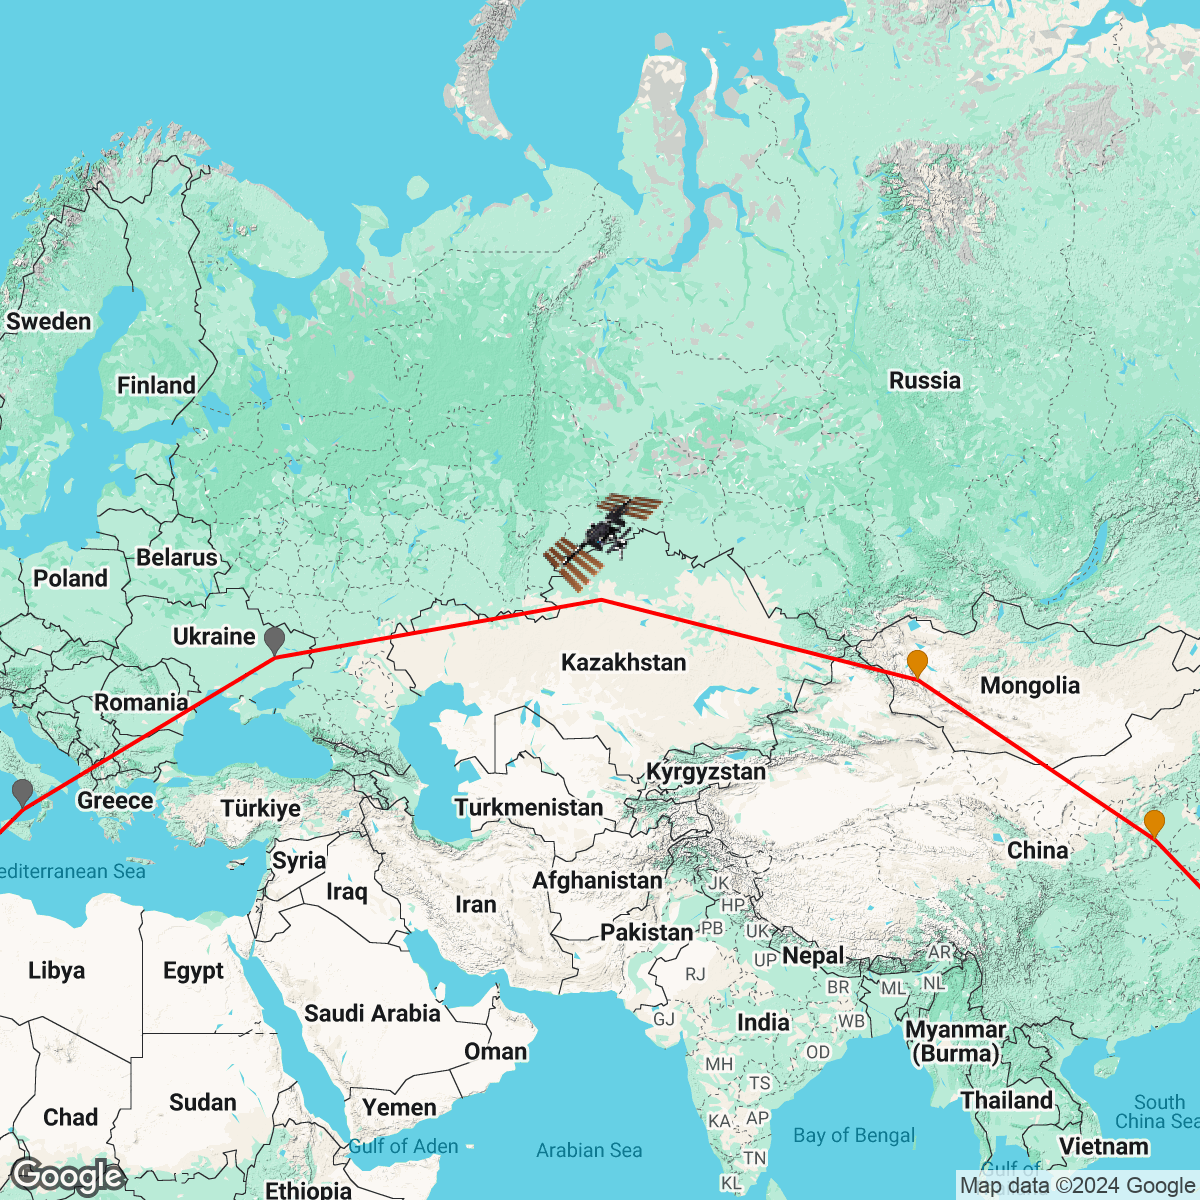 Sweden
Finland
Russia
Belarus
Poland
Ukraine
Kazakhstan
Mongolia
Romania
Kyrgyzstan
Greece
Türkiye
Turkmenistan
China
editerranean Sea
Syria
Afghanistan
JK
Iraq
Iran
HP
Pakistan
PB
UK
Nepal
AR
UP
Libya
Egypt
RJ
BR
ML
NL
Saudi Arabia
GJ
India
WB
Myanmar
(Burma)
Oman
OD
MH
TS
Chad
Sudan
Yemen
KA
AP
Thailand
South
China Sea
Gulf of Aden
Arabian Sea
Bay of Bengal
Vietnam
TN
Gulf of
KL
Ethiopia
Google
Map data ©2024 Google